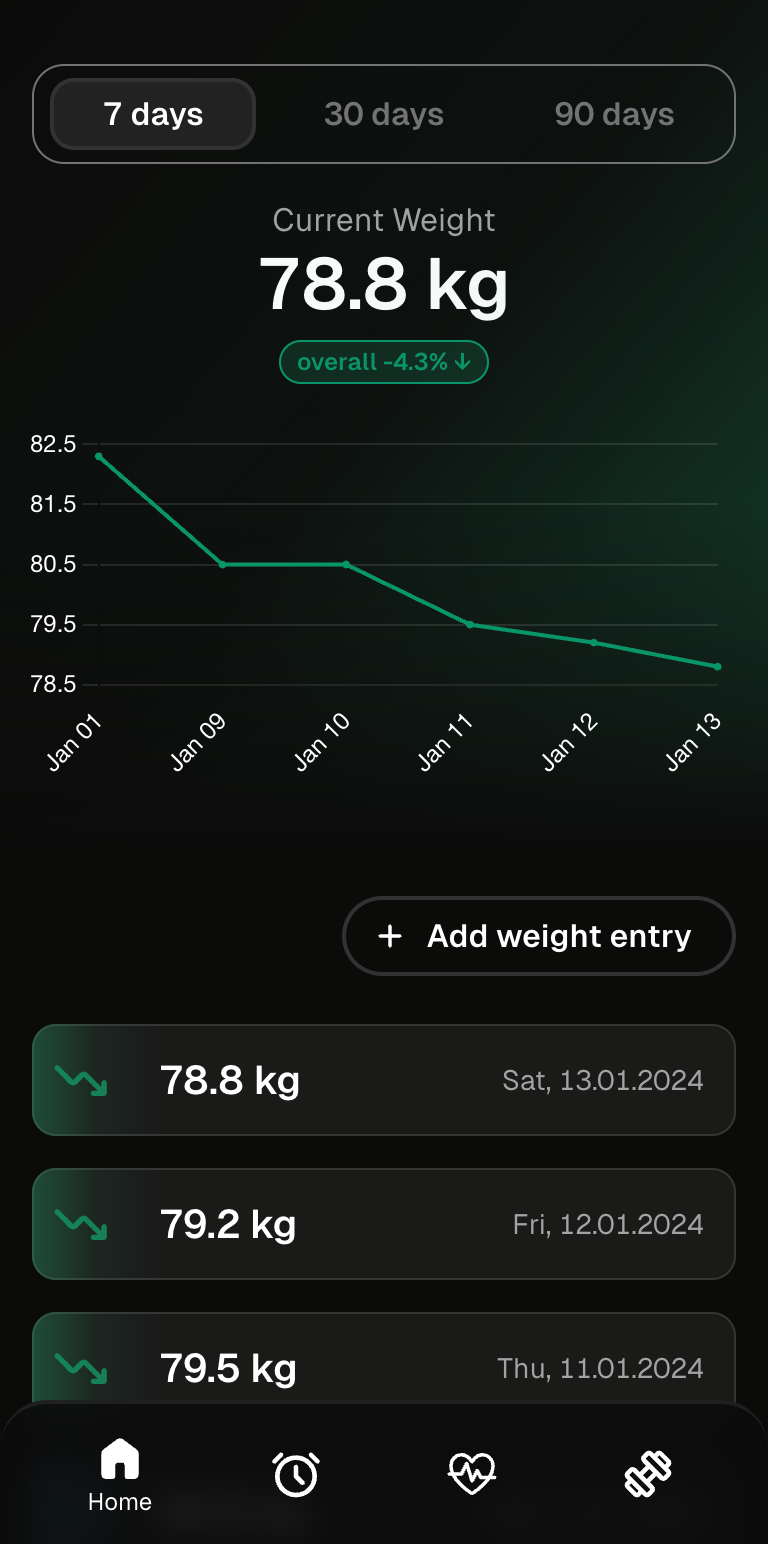 7 days 30 days 90 days
Current Weight
78.8 kg
overall -4.3% ↓
82.5
81.5
80.5
79.5
78.5
Jan 01 Jan 09 Jan 10 Jan 11 Jan 12 Jan 13
+ Add weight entry
78.8 kg Sat, 13.01.2024
79.2 kg Fri, 12.01.2024
79.5 kg Thu, 11.01.2024
Home